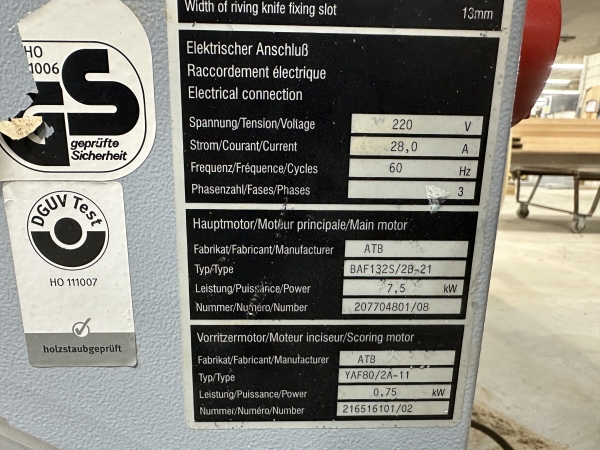 Width of riving knife fixing slot 13mm
Elektrischer Anschluß
Raccordement électrique
Electrical connection
Spannung/Tension/Voltage 220 V
Strom/Courant/Current 28,0 A
Frequenz/Fréquence/Cycles 60 Hz
Phasenzahl/Fases/Phases 3
Hauptmotor/Moteur principale/Main motor
Fabrikat/Fabricant/Manufacturer ATB
Typ/Type BAF132S/2B-21
Leistung/Puissance/Power 7,5 kW
Nummer/Numéro/Number 207704801/08
Vorritzermotor/Moteur inciseur/Scoring motor
Fabrikat/Fabricant/Manufacturer ATB
Typ/Type YAF80/2A-11
Leistung/Puissance/Power 0,75 kW
Nummer/Numéro/Number 216516101/02
HO
1006
GS
geprüfte
Sicherheit
DGUV Test
HO 111007
holzstaubgeprüft